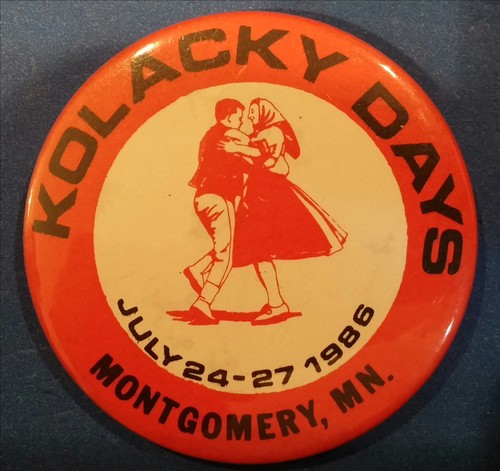 KOLACKY DAYS
JULY 24-27 1986
MONTGOMERY, MN.